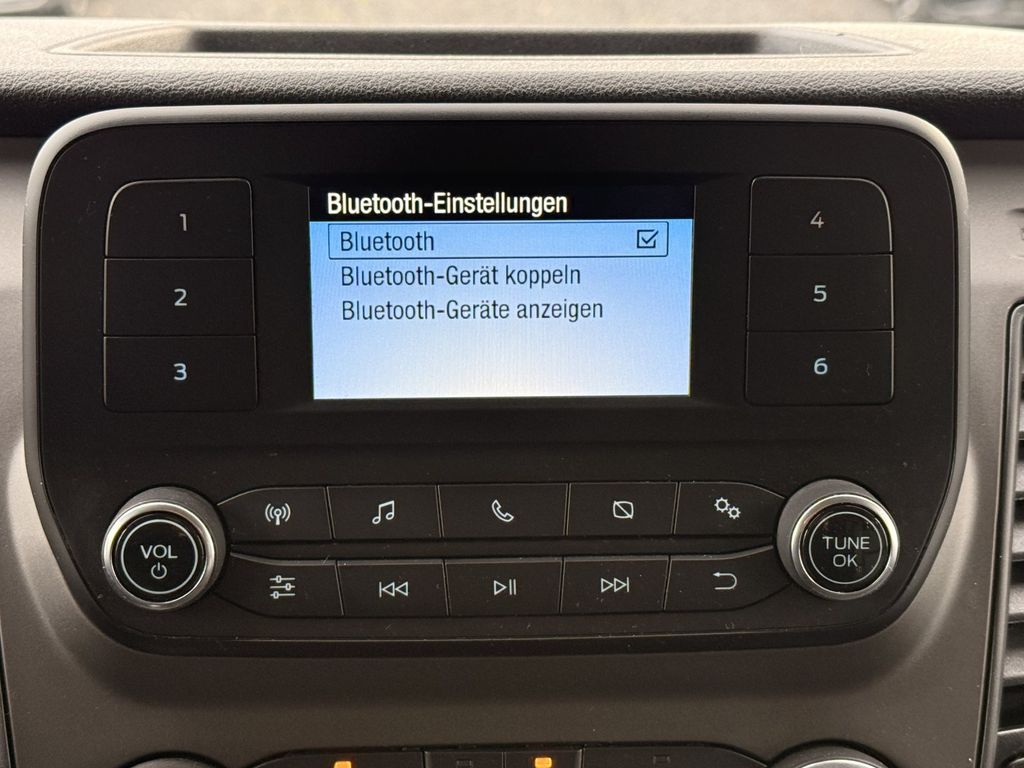 Bluetooth-Einstellungen
Bluetooth
Bluetooth-Gerät koppeln
Bluetooth-Geräte anzeigen
1
2
3
4
5
6
VOL
TUNE
OK